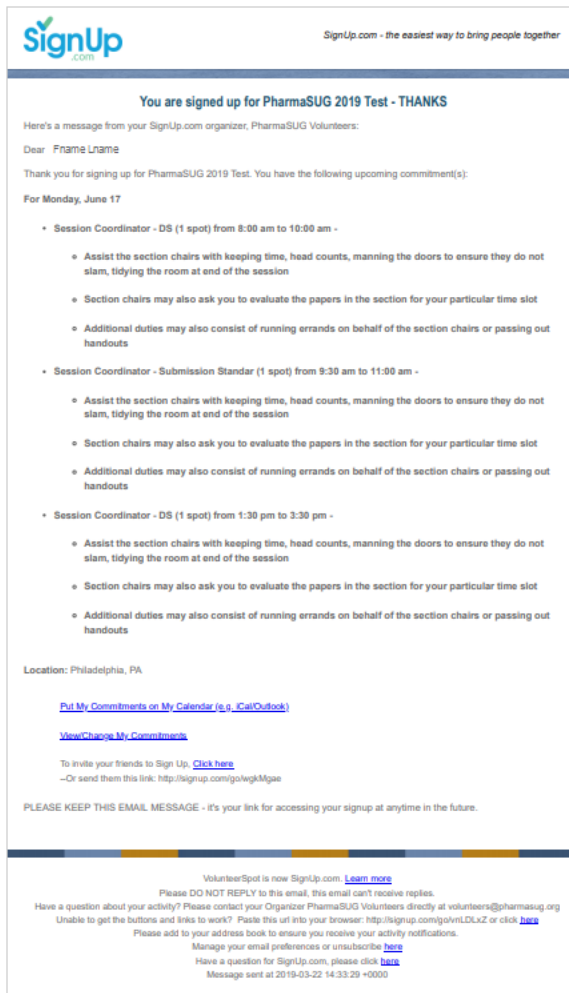 SignUp
.com
SignUp.com - the easiest way to bring people together
You are signed up for PharmaSUG 2019 Test - THANKS
Here's a message from your SignUp.com organizer, PharmaSUG Volunteers:
Dear Fname Lname
Thank you for signing up for PharmaSUG 2019 Test. You have the following upcoming commitment(s):
For Monday, June 17
• Session Coordinator - DS (1 spot) from 8:00 am to 10:00 am -
Assist the section chairs with keeping time, head counts, manning the doors to ensure they do not
slam, tidying the room at end of the session
Section chairs may also ask you to evaluate the papers in the section for your particular time slot
Additional duties may also consist of running errands on behalf of the section chairs or passing out
handouts
• Session Coordinator - Submission Standar (1 spot) from 9:30 am to 11:00 am -
Assist the section chairs with keeping time, head counts, manning the doors to ensure they do not
slam, tidying the room at end of the session
Section chairs may also ask you to evaluate the papers in the section for your particular time slot
Additional duties may also consist of running errands on behalf of the section chairs or passing out
handouts
• Session Coordinator - DS (1 spot) from 1:30 pm to 3:30 pm -
Assist the section chairs with keeping time, head counts, manning the doors to ensure they do not
slam, tidying the room at end of the session
Section chairs may also ask you to evaluate the papers in the section for your particular time slot
Additional duties may also consist of running errands on behalf of the section chairs or passing out
handouts
Location: Philadelphia, PA
Put My Commitments on My Calendar (e.g. iCal/Outlook)
View/Change My Commitments
To invite your friends to Sign Up, Click here
--Or send them this link: http://signup.com/go/wgkMgae
PLEASE KEEP THIS EMAIL MESSAGE - it's your link for accessing your signup at anytime in the future.
VolunteerSpot is now SignUp.com. Learn more
Please DO NOT REPLY to this email, this email can't receive replies.
Have a question about your activity? Please contact your Organizer PharmaSUG Volunteers directly at volunteers@pharmasug.org
Unable to get the buttons and links to work? Paste this url into your browser: http://signup.com/go/vnLDLxZ or click here
Please add to your address book to ensure you receive your activity notifications.
Manage your email preferences or unsubscribe here
Have a question for SignUp.com, please click here
Message sent at 2019-03-22 14:33:29 +0000